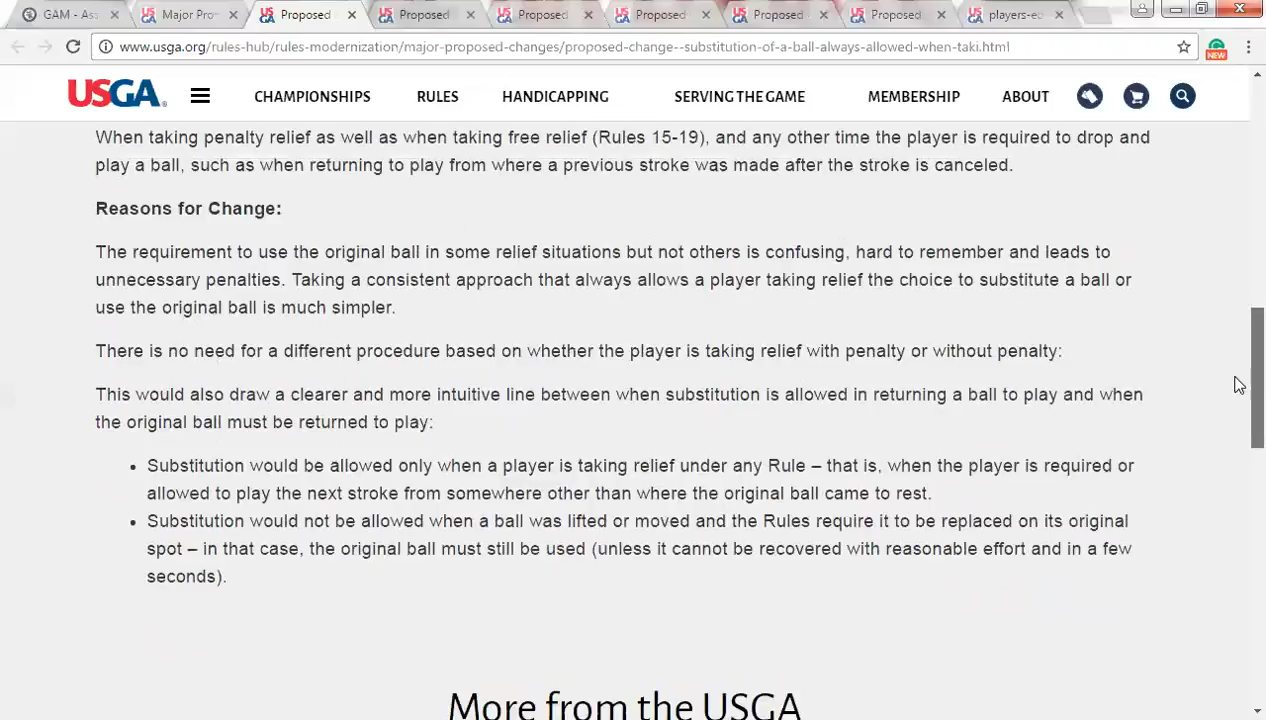 GAM - As
Major Pro
Proposed
Proposed
Proposed
Proposed
Proposed
Proposed
players-e
www.usga.org/rules-hub/rules-modernization/major-proposed-changes/proposed-change--substitution-of-a-ball-always-allowed-when-taki.html
NEW
USGA
CHAMPIONSHIPS RULES HANDICAPPING SERVING THE GAME MEMBERSHIP ABOUT
When taking penalty relief as well as when taking free relief (Rules 15-19), and any other time the player is required to drop and
play a ball, such as when returning to play from where a previous stroke was made after the stroke is canceled.
Reasons for Change:
The requirement to use the original ball in some relief situations but not others is confusing, hard to remember and leads to
unnecessary penalties. Taking a consistent approach that always allows a player taking relief the choice to substitute a ball or
use the original ball is much simpler.
There is no need for a different procedure based on whether the player is taking relief with penalty or without penalty:
This would also draw a clearer and more intuitive line between when substitution is allowed in returning a ball to play and when
the original ball must be returned to play:
• Substitution would be allowed only when a player is taking relief under any Rule – that is, when the player is required or
allowed to play the next stroke from somewhere other than where the original ball came to rest.
• Substitution would not be allowed when a ball was lifted or moved and the Rules require it to be replaced on its original
spot – in that case, the original ball must still be used (unless it cannot be recovered with reasonable effort and in a few
seconds).
More from the USGA